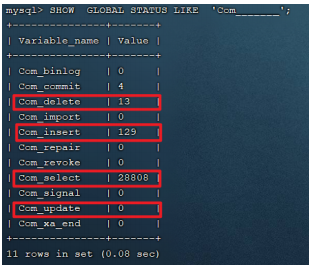 mysql> SHOW  GLOBAL STATUS LIKE  'Com_______';
+---------------+-------+
| Variable_name | Value |
+---------------+-------+
| Com_binlog    | 0     |
| Com_commit    | 4     |
| Com_delete    | 13    |
| Com_import    | 0     |
| Com_insert    | 129   |
| Com_repair    | 0     |
| Com_revoke    | 0     |
| Com_select    | 28808 |
| Com_signal    | 0     |
| Com_update    | 0     |
| Com_xa_end    | 0     |
+---------------+-------+
11 rows in set (0.08 sec)